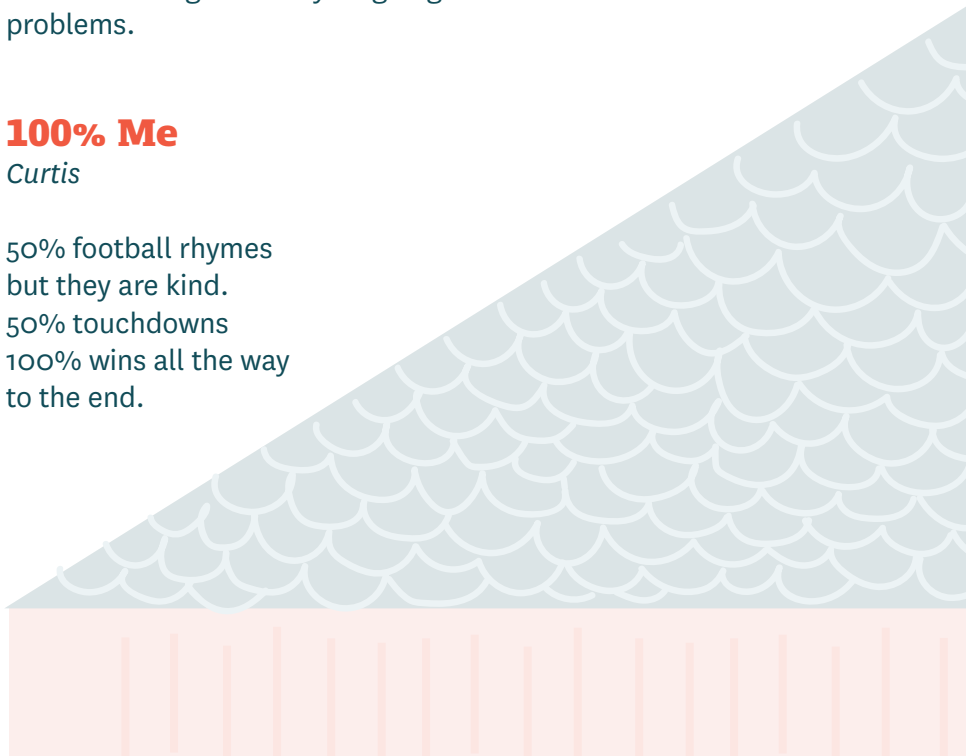 problems.
100% Me
Curtis
50% football rhymes
but they are kind.
50% touchdowns
100% wins all the way
to the end.